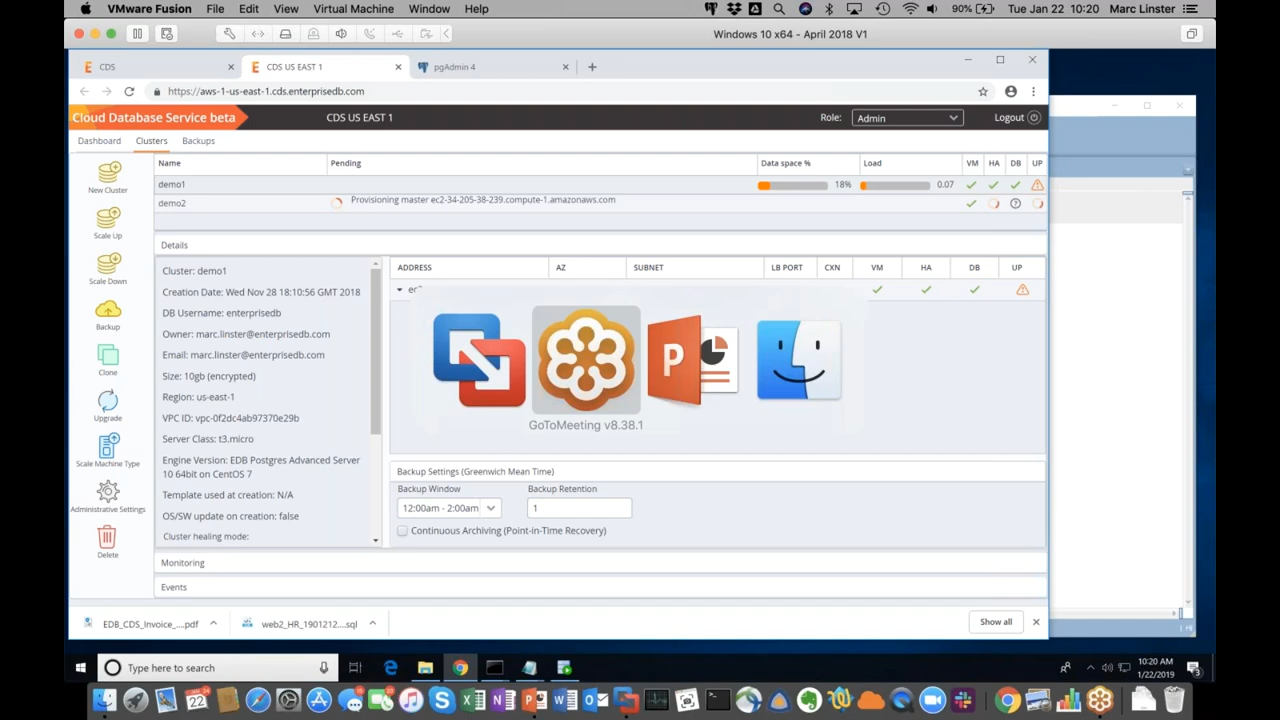 VMware Fusion File Edit View Virtual Machine Window Help 90% Tue Jan 22 10:20 Marc Linster
Windows 10 x64 - April 2018 V1
CDS CDS US EAST 1 pgAdmin 4
https://aws-1-us-east-1.cds.enterprisedb.com
Cloud Database Service beta CDS US EAST 1 Role: Admin Logout
Dashboard Clusters Backups
Name Pending Data space % Load VM HA DB UP
demo1 18% 0.07
demo2 Provisioning master ec2-34-205-38-239.compute-1.amazonaws.com
New Cluster
Scale Up
Scale Down
Backup
Clone
Upgrade
Scale Machine Type
Administrative Settings
Delete
Details
Cluster: demo1
Creation Date: Wed Nov 28 18:10:56 GMT 2018
DB Username: enterprisedb
Owner: marc.linster@enterprisedb.com
Email: marc.linster@enterprisedb.com
Size: 10gb (encrypted)
Region: us-east-1
VPC ID: vpc-0f2dc4ab97370e29b
Server Class: t3.micro
Engine Version: EDB Postgres Advanced Server
10 64bit on CentOS 7
Template used at creation: N/A
OS/SW update on creation: false
Cluster healing mode:
ADDRESS AZ SUBNET LB PORT CXN VM HA DB UP
GoToMeeting v8.38.1
Backup Settings (Greenwich Mean Time)
Backup Window Backup Retention
12:00am - 2:00am 1
Continuous Archiving (Point-in-Time Recovery)
Monitoring
Events
EDB_CDS_Invoice_....pdf web2_HR_1901212....sql Show all
Type here to search 10:20 AM
1/22/2019